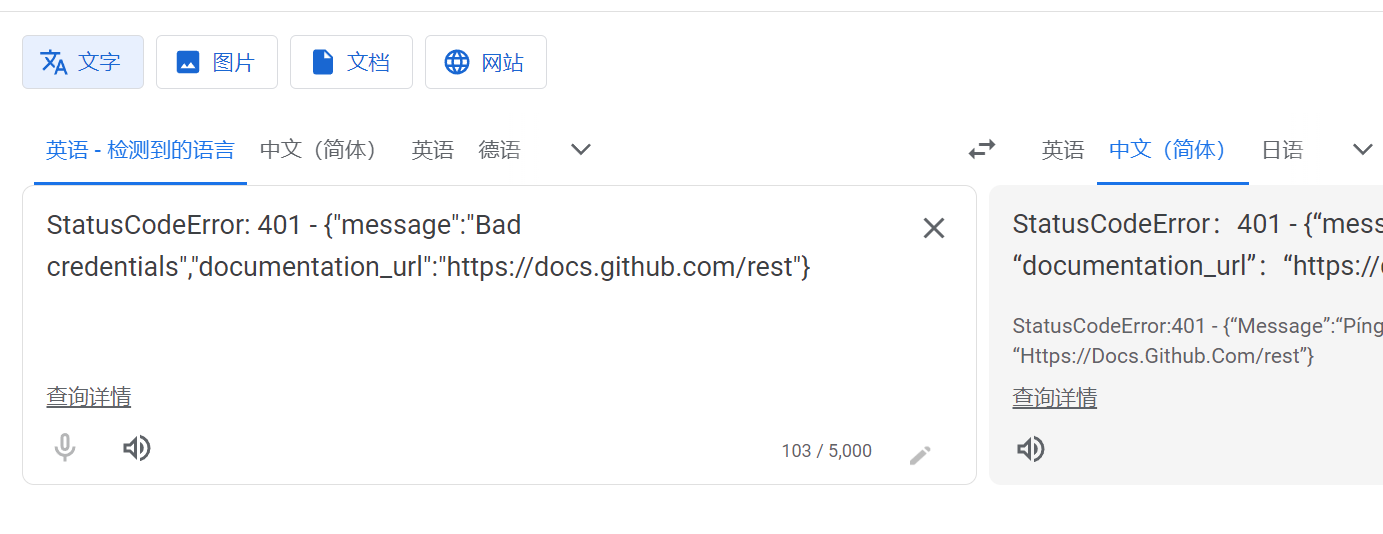 文字 图片 文档 网站
英语 - 检测到的语言 中文（简体） 英语 德语 英语 中文（简体） 日语
StatusCodeError: 401 - {"message":"Bad
credentials","documentation_url":"https://docs.github.com/rest"}
查询详情
103 / 5,000
StatusCodeError：401 - {“mess
“documentation_url”：“https://
StatusCodeError:401 - {“Message”:“Píng
“Https://Docs.Github.Com/rest”}
查询详情